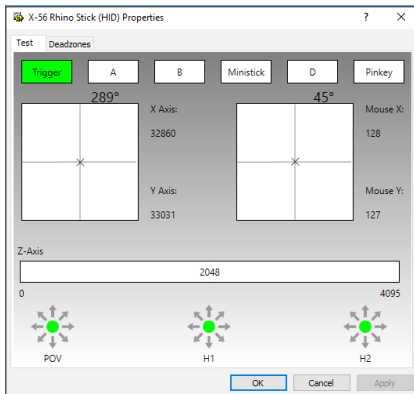 X-56 Rhino Stick (HID) Properties
Test Deadzones
Trigger A B Ministick D Pinkey
289° 45°
X Axis: Mouse X:
32860 128
Y Axis: Mouse Y:
33031 127
Z-Axis
2048
0 4095
POV H1 H2
OK Cancel Apply